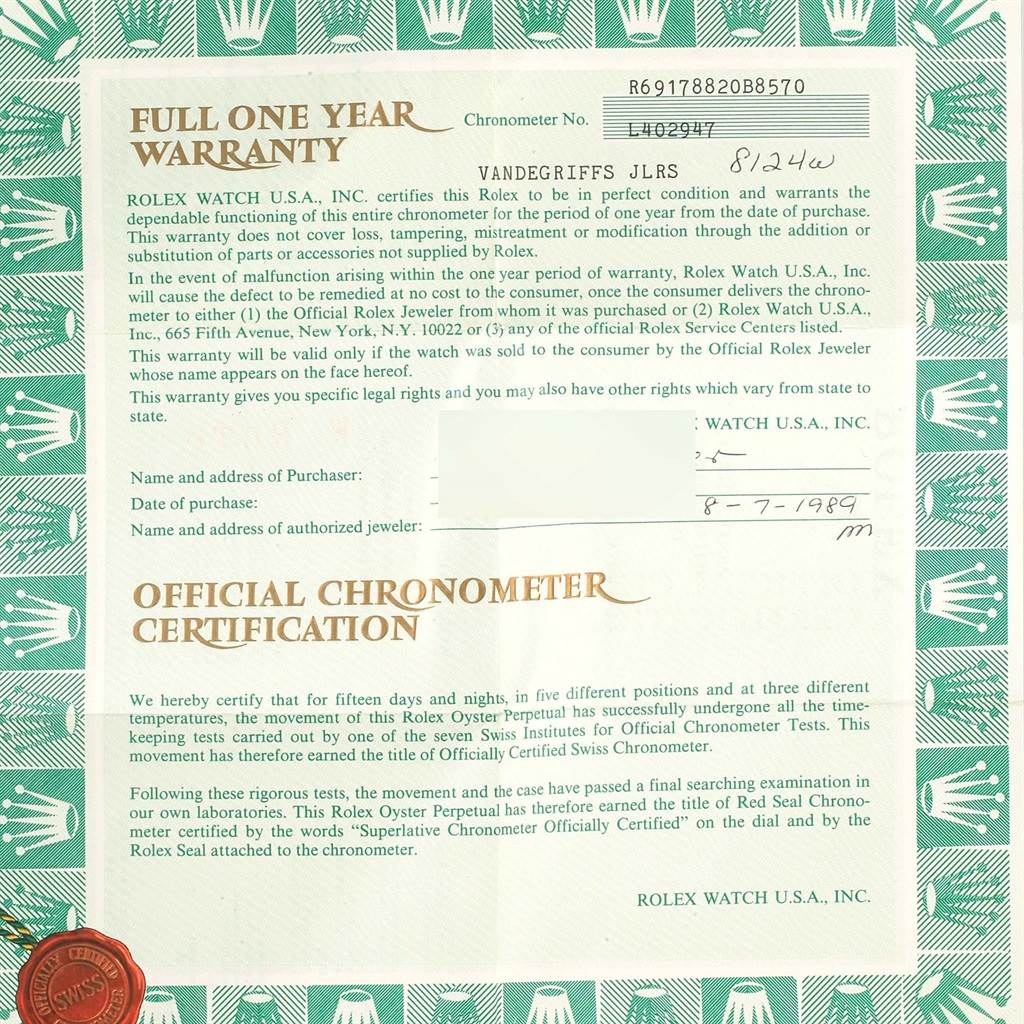 R69178820B8570
FULL ONE YEAR
WARRANTY
Chronometer No.
L402947
VANDEGRIFFS JLRS 8124w
ROLEX WATCH U.S.A., INC. certifies this Rolex to be in perfect condition and warrants the
dependable functioning of this entire chronometer for the period of one year from the date of purchase.
This warranty does not cover loss, tampering, mistreatment or modification through the addition or
substitution of parts or accessories not supplied by Rolex.
In the event of malfunction arising within the one year period of warranty, Rolex Watch U.S.A., Inc.
will cause the defect to be remedied at no cost to the consumer, once the consumer delivers the chrono-
meter to either (1) the Official Rolex Jeweler from whom it was purchased or (2) Rolex Watch U.S.A.,
Inc., 665 Fifth Avenue, New York, N.Y. 10022 or (3) any of the official Rolex Service Centers listed.
This warranty will be valid only if the watch was sold to the consumer by the Official Rolex Jeweler
whose name appears on the face hereof.
This warranty gives you specific legal rights and you may also have other rights which vary from state to
state.
WATCH U.S.A., INC.
Name and address of Purchaser:
Date of purchase:
8-7-1989
Name and address of authorized jeweler:
m
OFFICIAL CHRONOMETER
CERTIFICATION
We hereby certify that for fifteen days and nights, in five different positions and at three different
temperatures, the movement of this Rolex Oyster Perpetual has successfully undergone all the time-
keeping tests carried out by one of the seven Swiss Institutes for Official Chronometer Tests. This
movement has therefore earned the title of Officially Certified Swiss Chronometer.
Following these rigorous tests, the movement and the case have passed a final searching examination in
our own laboratories. This Rolex Oyster Perpetual has therefore earned the title of Red Seal Chrono-
meter certified by the words “Superlative Chronometer Officially Certified” on the dial and by the
Rolex Seal attached to the chronometer.
ROLEX WATCH U.S.A., INC.
OFFICIALLY CERTIFIED
SWISS